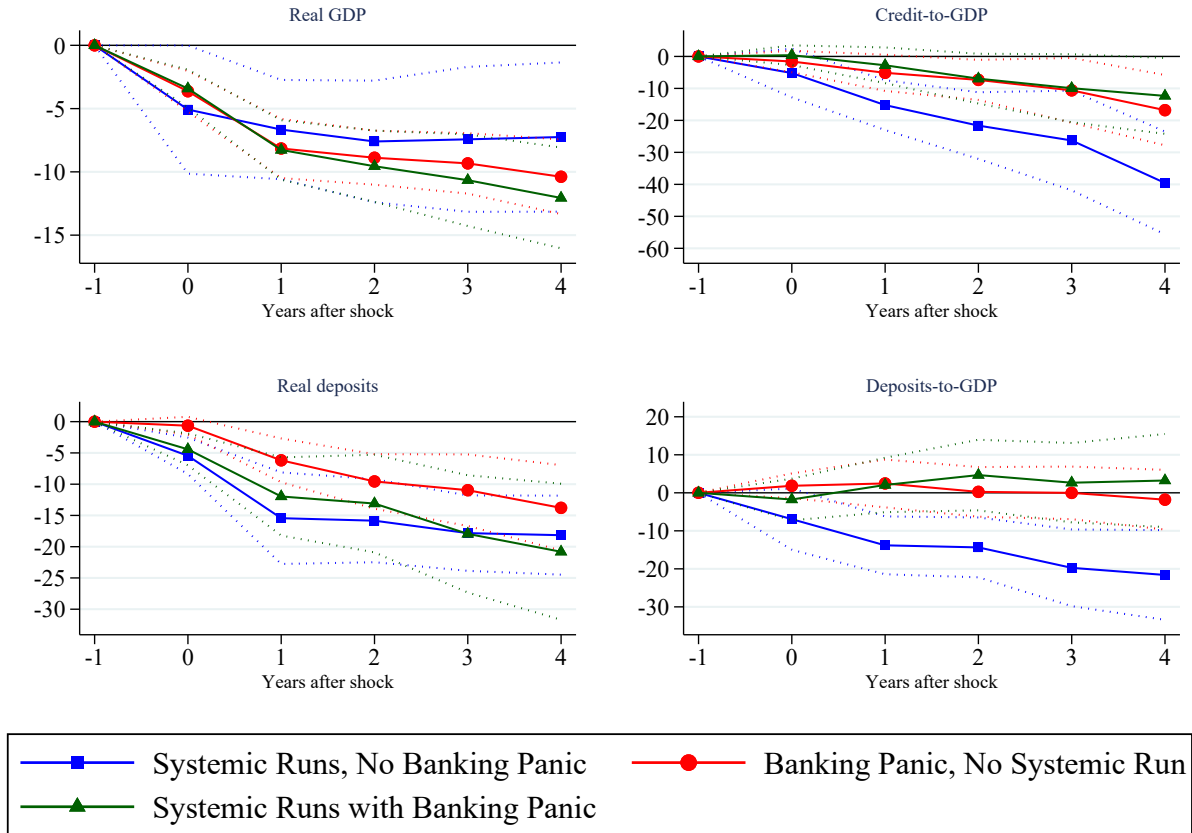 Real GDP
0
-5
-10
-15
-1 0 1 2 3 4
Years after shock
Credit-to-GDP
0
-10
-20
-30
-40
-50
-60
-1 0 1 2 3 4
Years after shock
Real deposits
0
-5
-10
-15
-20
-25
-30
-1 0 1 2 3 4
Years after shock
Deposits-to-GDP
20
10
0
-10
-20
-30
-1 0 1 2 3 4
Years after shock
Systemic Runs, No Banking Panic
Banking Panic, No Systemic Run
Systemic Runs with Banking Panic